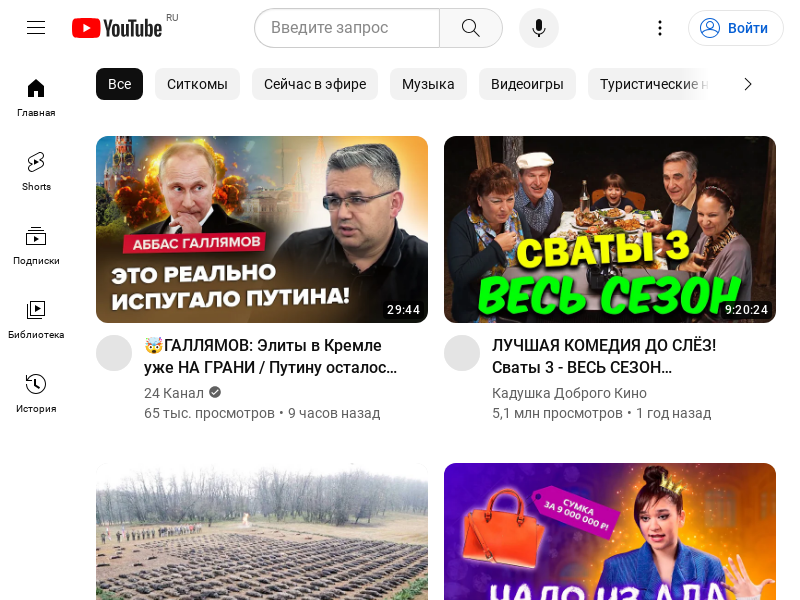 YouTube
RU
Введите запрос
Войти
Все
Ситкомы
Сейчас в эфире
Музыка
Видеоигры
Туристические н
Главная
Shorts
Подписки
Библиотека
История
АББАС ГАЛЛЯМОВ
ЭТО РЕАЛЬНО
ИСПУГАЛО ПУТИНА!
29:44
🤯ГАЛЛЯМОВ: Элиты в Кремле
уже НА ГРАНИ / Путину осталос…
24 Канал
65 тыс. просмотров • 9 часов назад
СВАТЫ 3
ВЕСЬ СЕЗОН
9:20:24
ЛУЧШАЯ КОМЕДИЯ ДО СЛЁЗ!
Сваты 3 - ВЕСЬ СЕЗОН…
Кадушка Доброго Кино
5,1 млн просмотров • 1 год назад
СУМКА
ЗА 9 000 000 ₽!
ЧАДО ИЗ АДА